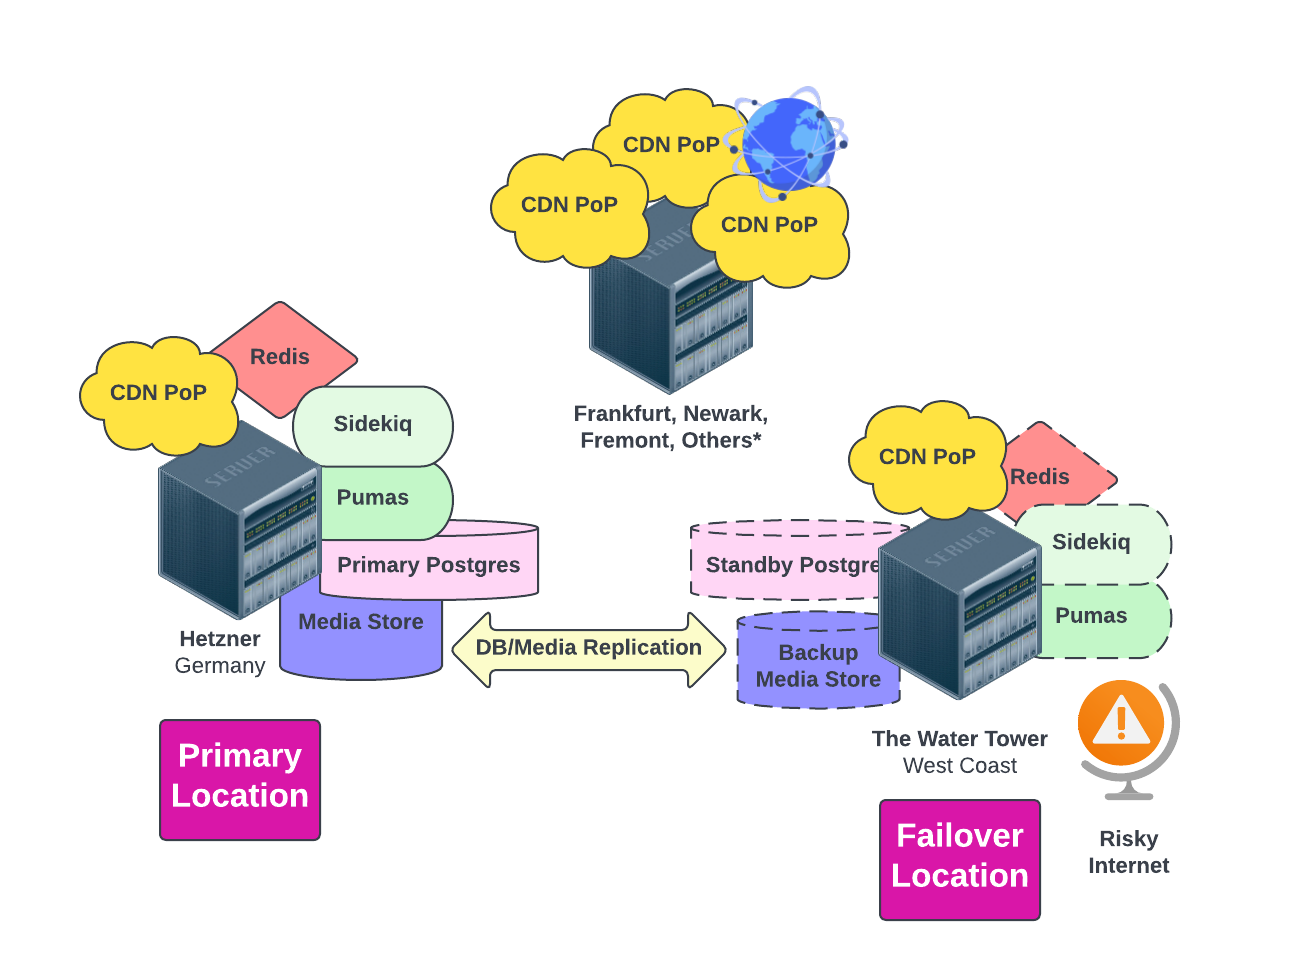 CDN PoP
CDN PoP
CDN PoP
SERVER
Frankfurt, Newark,
Fremont, Others*
Redis
CDN PoP
Sidekiq
SERVER
Pumas
Primary Postgres
Media Store
Hetzner
Germany
DB/Media Replication
Primary
Location
CDN PoP
Redis
SERVER
Sidekiq
Standby Postgre
Pumas
Backup
Media Store
The Water Tower
West Coast
Failover
Location
Risky
Internet